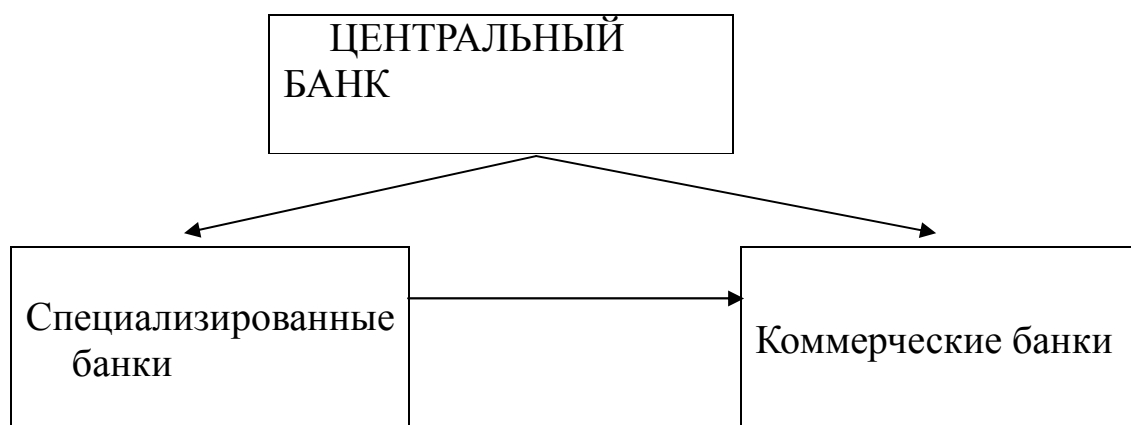 ЦЕНТРАЛЬНЫЙ
БАНК
Специализированные
банки
Коммерческие банки